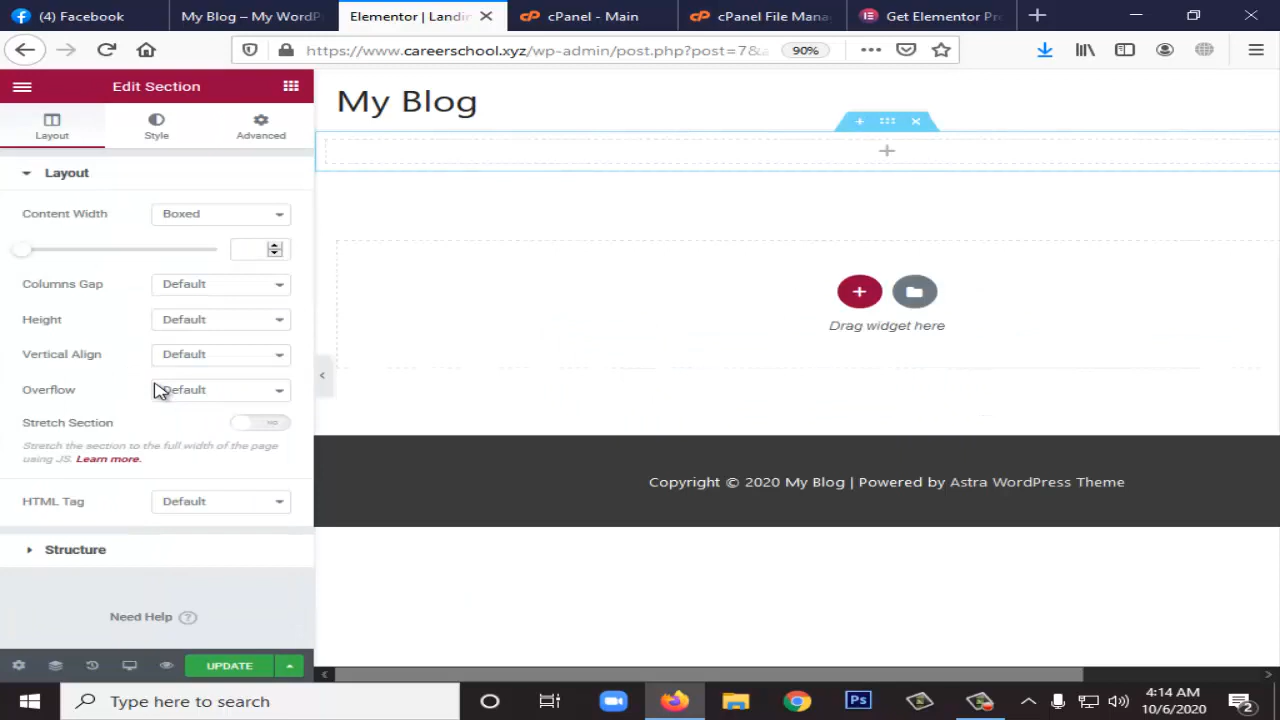 (4) Facebook
My Blog – My WordP
Elementor | Landi
cPanel - Main
cPanel File Mana
Get Elementor Pr
https://www.careerschool.xyz/wp-admin/post.php?post=7&
90%
Edit Section
Layout
Style
Advanced
Layout
Content Width
Boxed
Columns Gap
Default
Height
Default
Vertical Align
Default
Overflow
Default
Stretch Section
NO
Stretch the section to the full width of the page
using JS. Learn more.
HTML Tag
Default
Structure
Need Help
UPDATE
My Blog
Drag widget here
Copyright © 2020 My Blog | Powered by Astra WordPress Theme
Type here to search
Ps
4:14 AM
10/6/2020
2